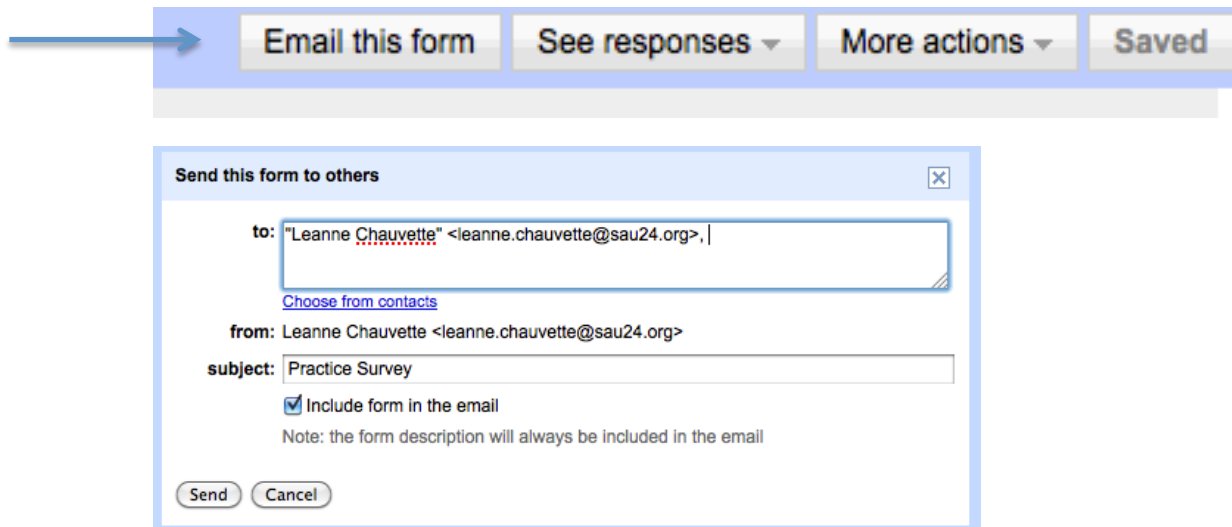 Email this form See responses More actions Saved
Send this form to others
to: "Leanne Chauvette" <leanne.chauvette@sau24.org>,
Choose from contacts
from: Leanne Chauvette <leanne.chauvette@sau24.org>
subject: Practice Survey
Include form in the email
Note: the form description will always be included in the email
Send Cancel